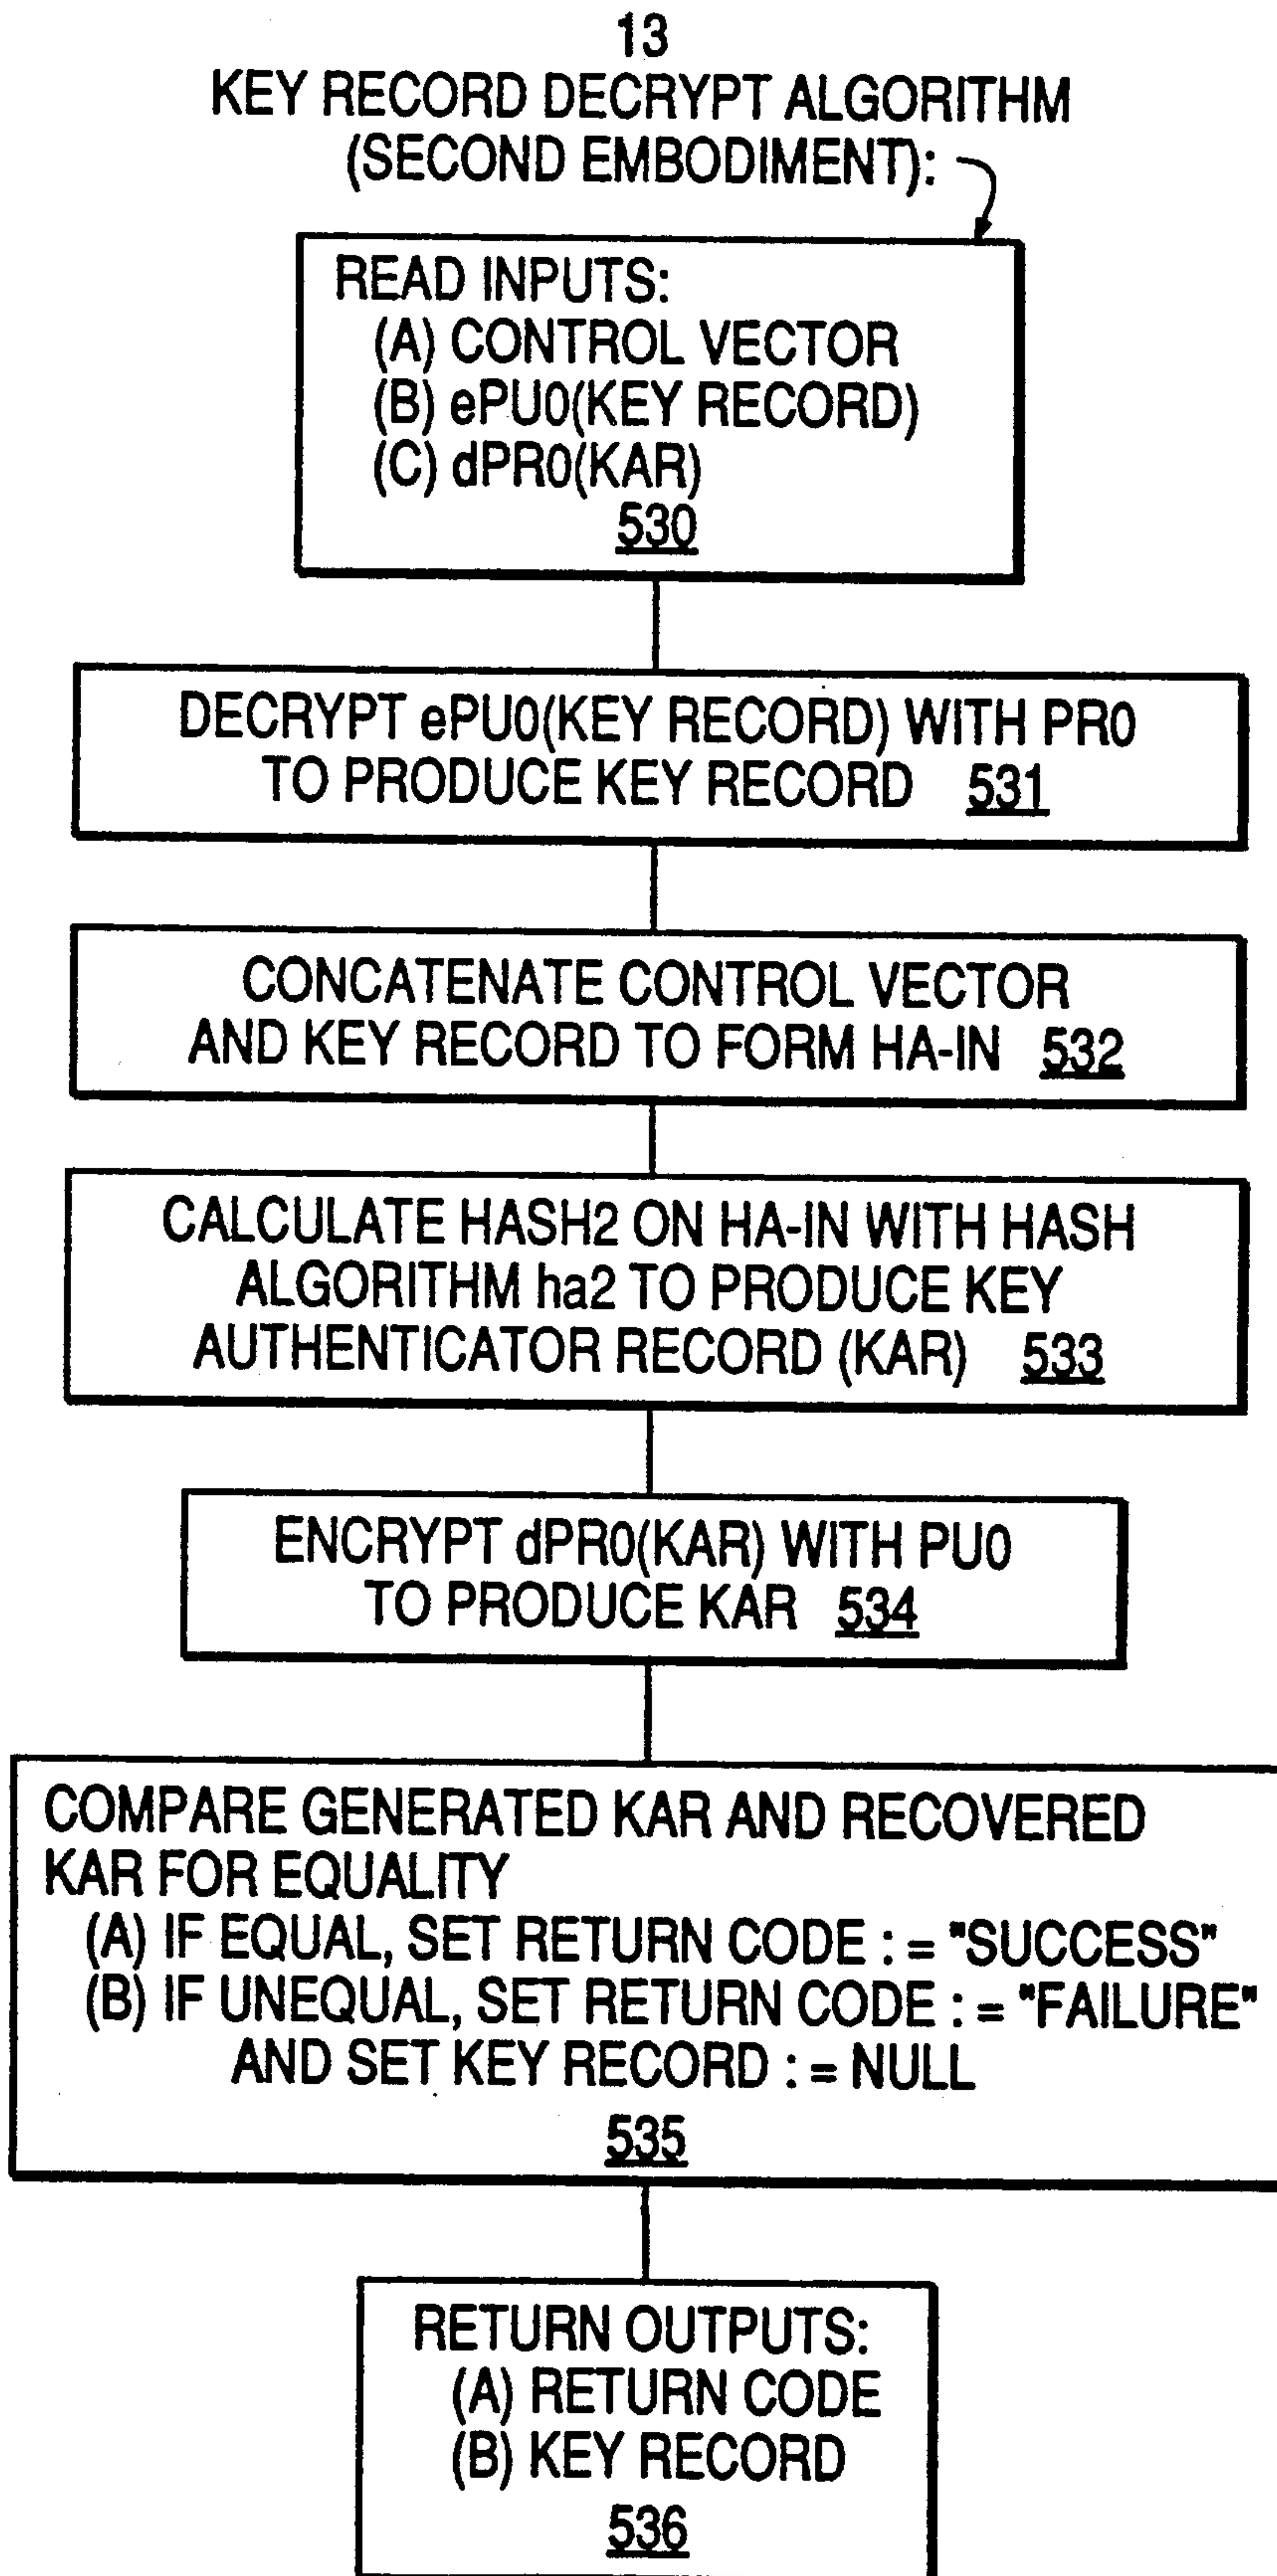 13
KEY RECORD DECRYPT ALGORITHM
(SECOND EMBODIMENT):
READ INPUTS:
(A) CONTROL VECTOR
(B) ePU0(KEY RECORD)
(C) dPR0(KAR)
530
DECRYPT ePU0(KEY RECORD) WITH PR0
TO PRODUCE KEY RECORD 531
CONCATENATE CONTROL VECTOR
AND KEY RECORD TO FORM HA-IN 532
CALCULATE HASH2 ON HA-IN WITH HASH
ALGORITHM ha2 TO PRODUCE KEY
AUTHENTICATOR RECORD (KAR) 533
ENCRYPT dPR0(KAR) WITH PU0
TO PRODUCE KAR 534
COMPARE GENERATED KAR AND RECOVERED
KAR FOR EQUALITY
(A) IF EQUAL, SET RETURN CODE : = "SUCCESS"
(B) IF UNEQUAL, SET RETURN CODE : = "FAILURE"
AND SET KEY RECORD : = NULL
535
RETURN OUTPUTS:
(A) RETURN CODE
(B) KEY RECORD
536